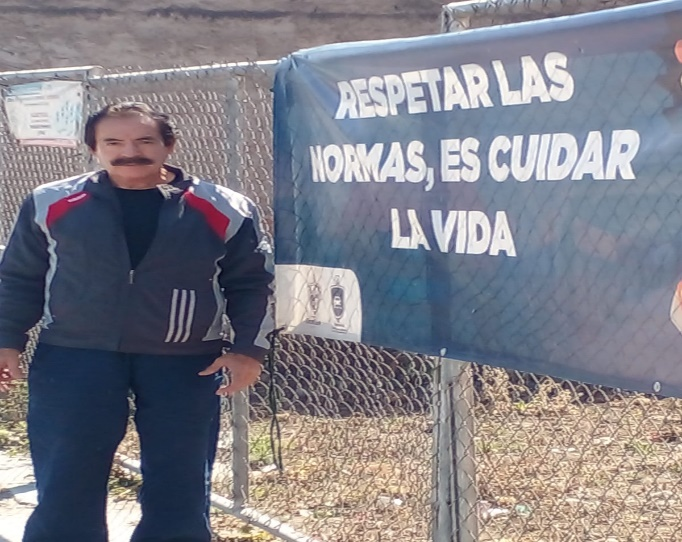 RESPETAR LAS
NORMAS, ES CUIDAR
LA VIDA